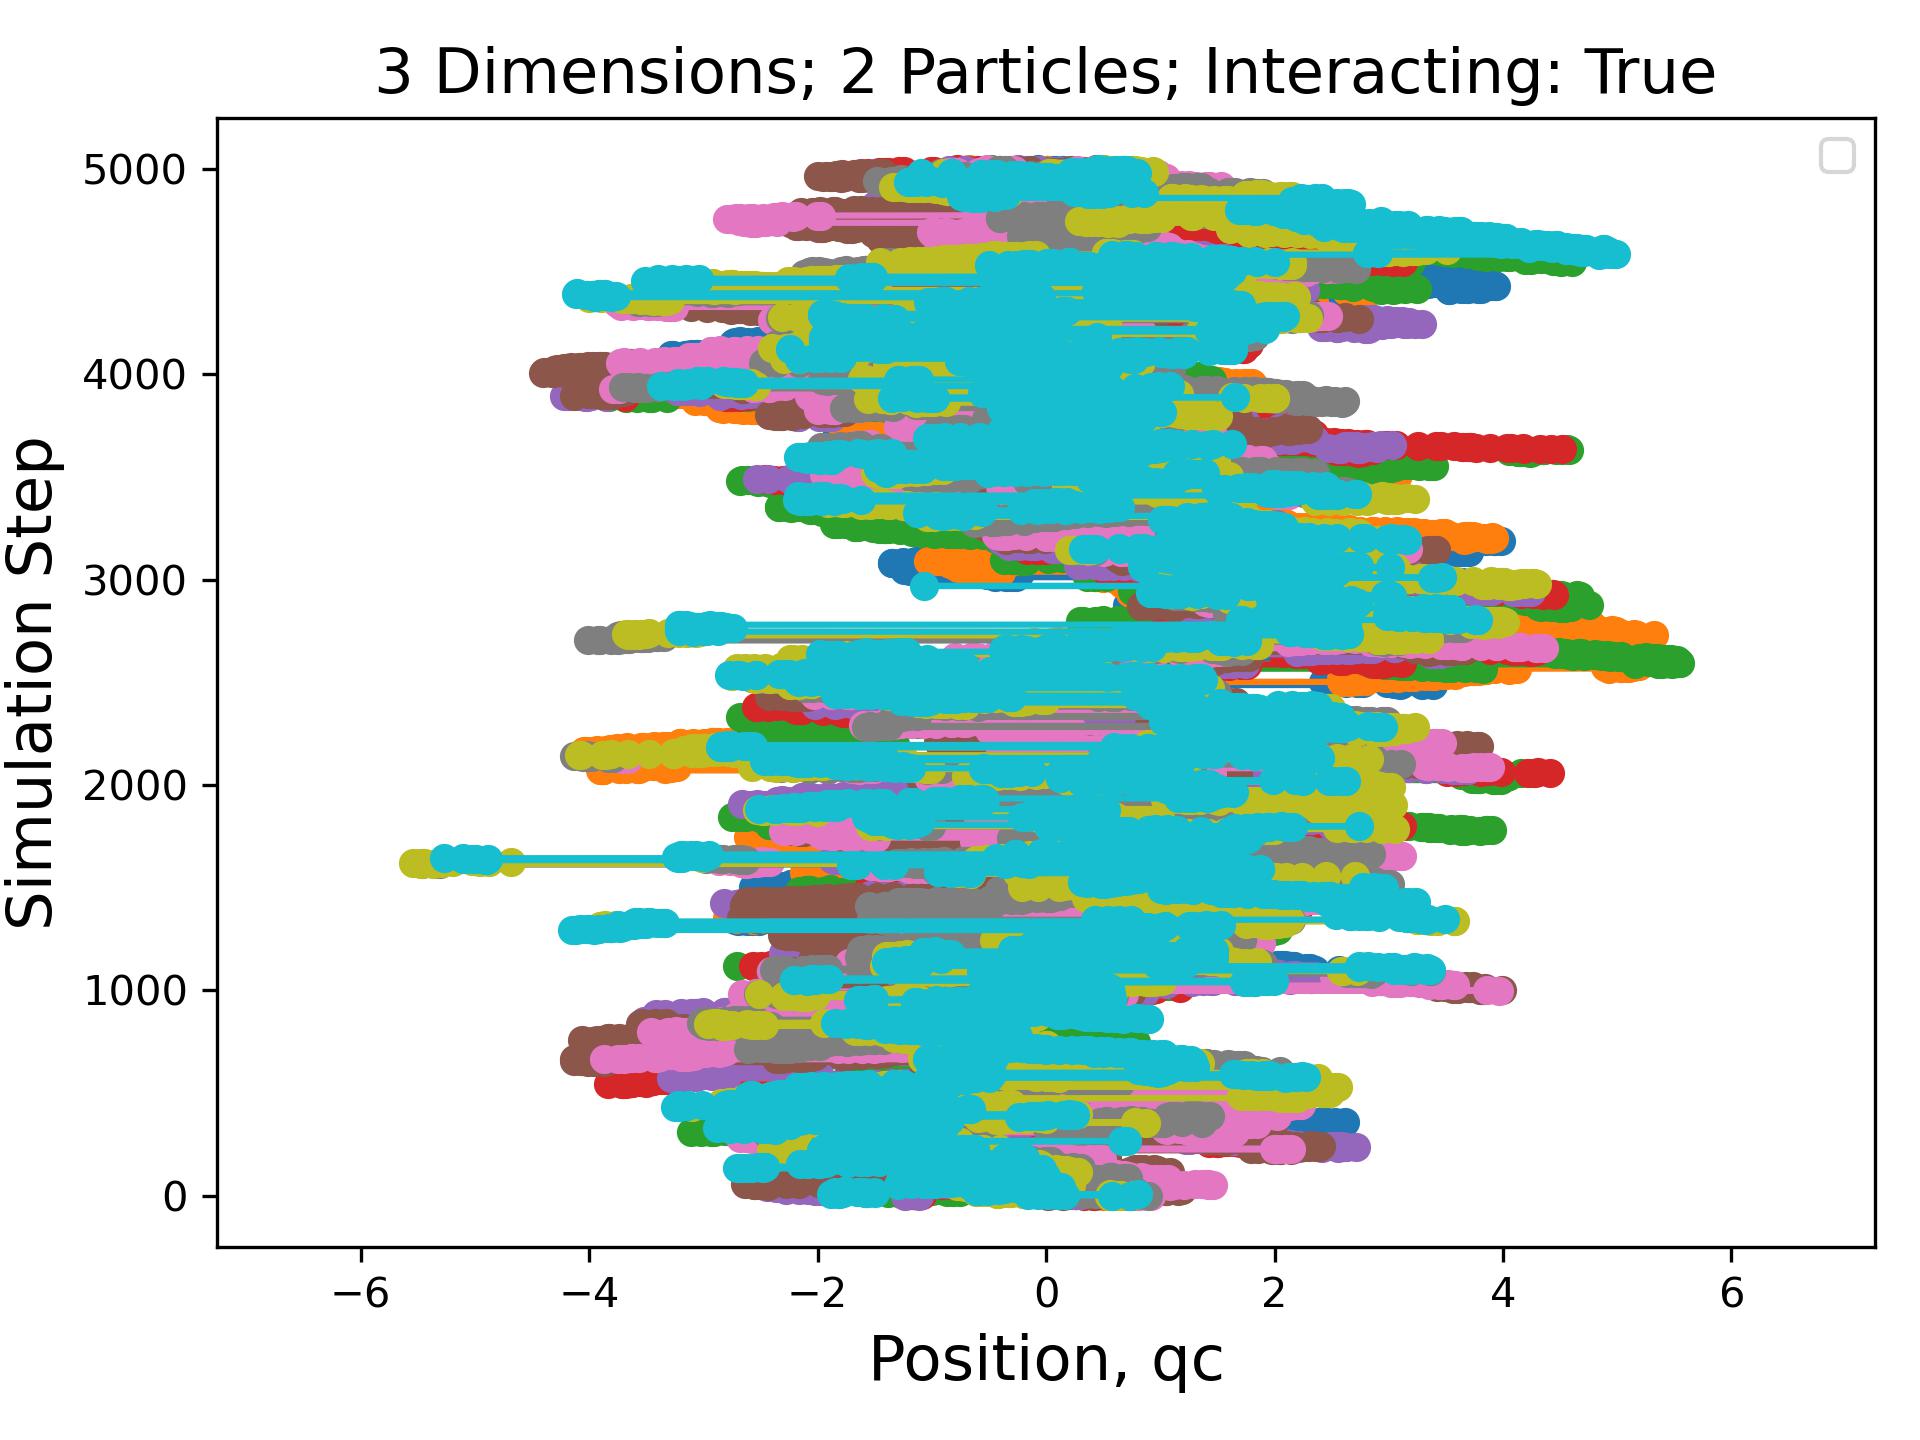 3 Dimensions; 2 Particles; Interacting: True
5000
4000
3000
2000
1000
0
Simulation Step
−6 −4 −2 0 2 4 6
Position, qc